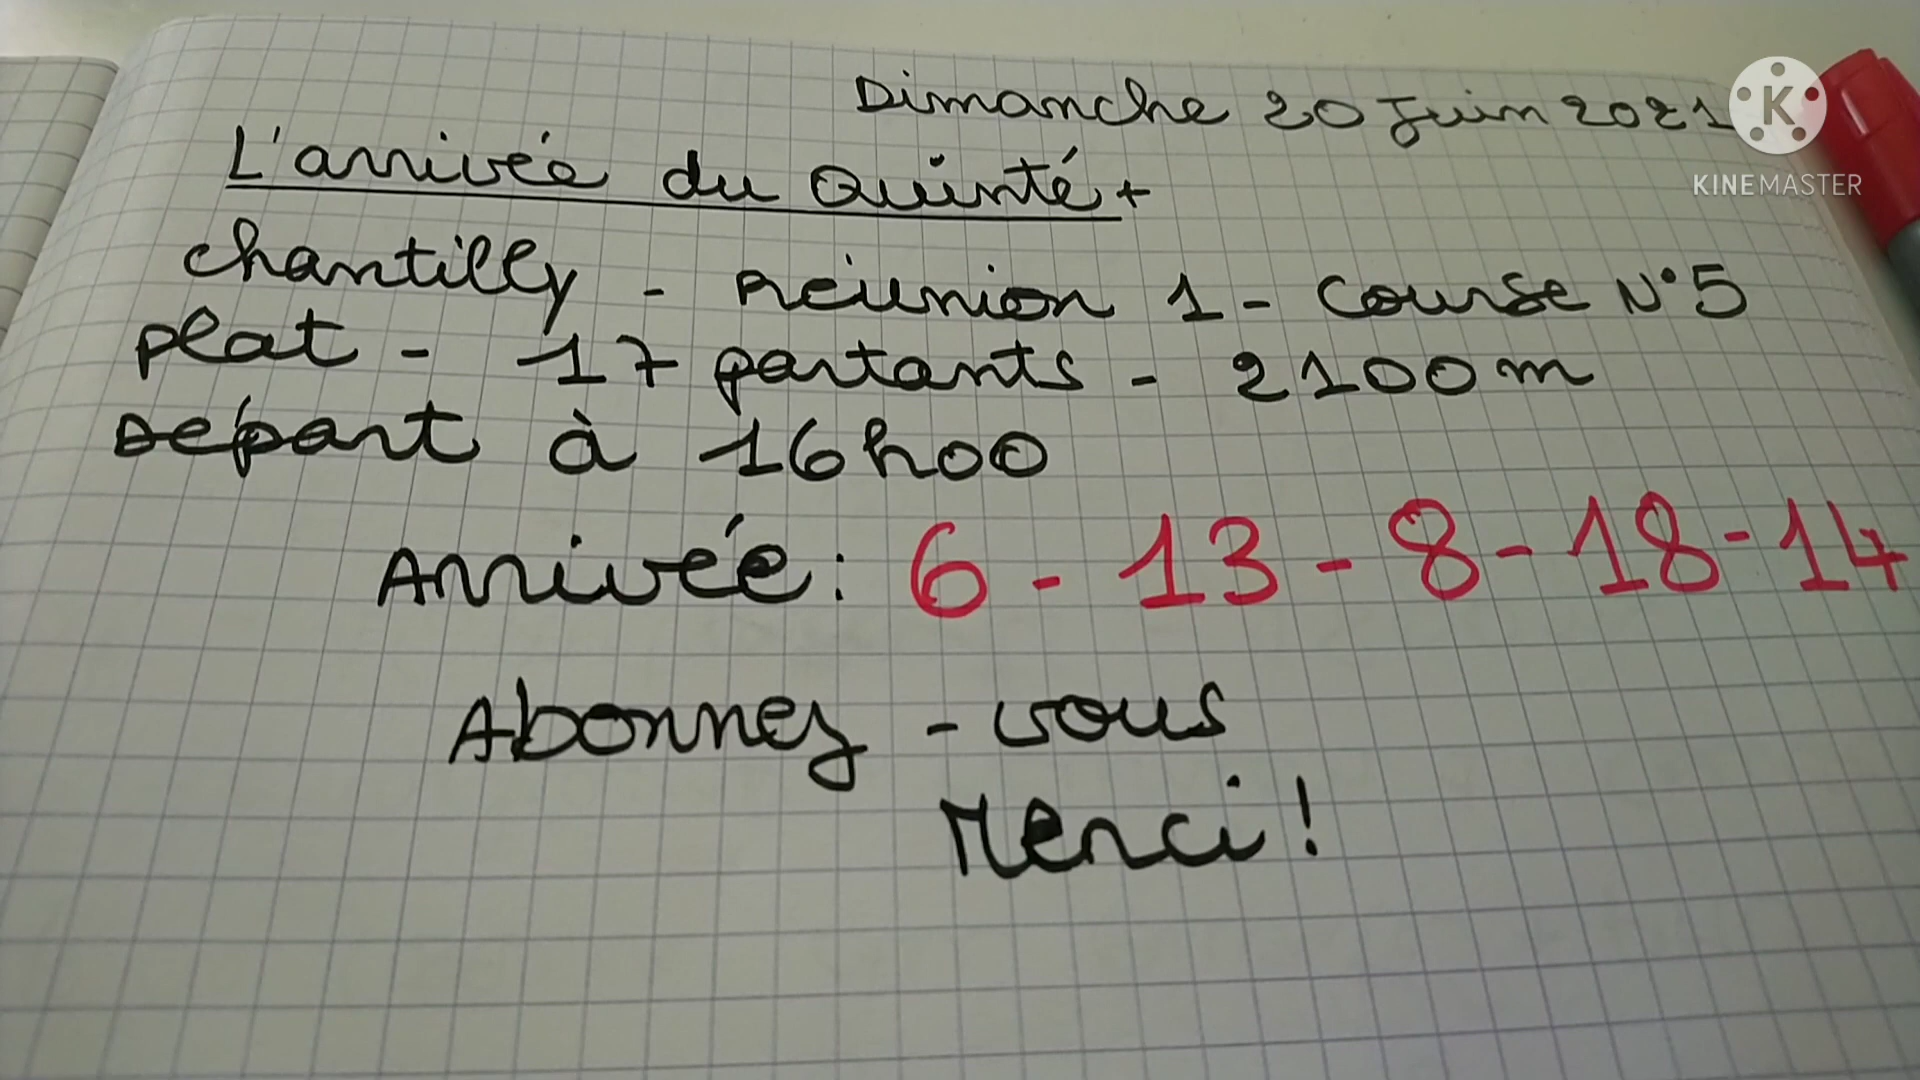 Dimanche 20 Juin 2021
L'arrivée du Quinté+
Chantilly - Réunion 1 - Course N°5
Plat - 17 partants - 2100m
Départ à 16h00
Arrivée : 6 - 13 - 8 - 18 - 14
Abonnez - vous
Merci !
K
KINEMASTER